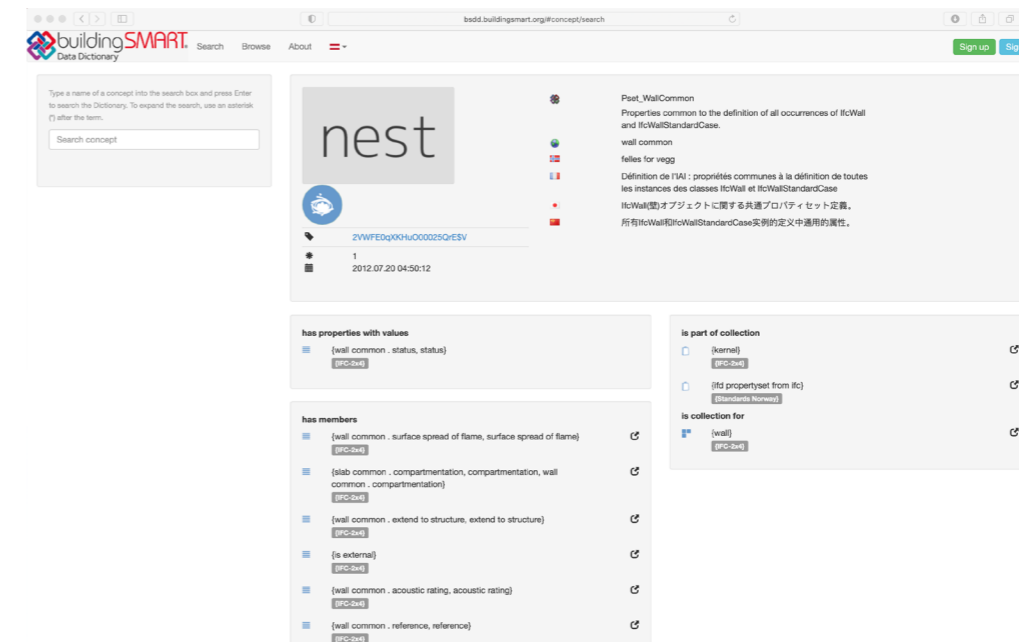 bsdd.buildingsmart.org/#concept/search
buildingSMART
Data Dictionary
Search
Browse
About
Sign up
Sig
Type a name of a concept into the search box and press Enter
to search the Dictionary. To expand the search, use an asterisk
(*) after the term.
Search concept
nest
2VWFE0qXKHuO00025QrE$V
1
2012.07.20 04:50:12
Pset_WallCommon
Properties common to the definition of all occurrences of IfcWall
and IfcWallStandardCase.
wall common
felles for vegg
Définition de l'IAI : propriétés communes à la définition de toutes
les instances des classes IfcWall et IfcWallStandardCase
IfcWall(壁)オブジェクトに関する共通プロパティセット定義。
所有IfcWall和IfcWallStandardCase实例的定义中通用的属性。
has properties with values
{wall common . status, status}
{IFC-2x4}
has members
{wall common . surface spread of flame, surface spread of flame}
{IFC-2x4}
{slab common . compartmentation, compartmentation, wall
common . compartmentation}
{IFC-2x4}
{wall common . extend to structure, extend to structure}
{IFC-2x4}
{is external}
{IFC-2x4}
{wall common . acoustic rating, acoustic rating}
{IFC-2x4}
{wall common . reference, reference}
{IFC-2x4}
is part of collection
{kernel}
{IFC-2x4}
{ifd propertyset from ifc}
{Standards Norway}
is collection for
{wall}
{IFC-2x4}